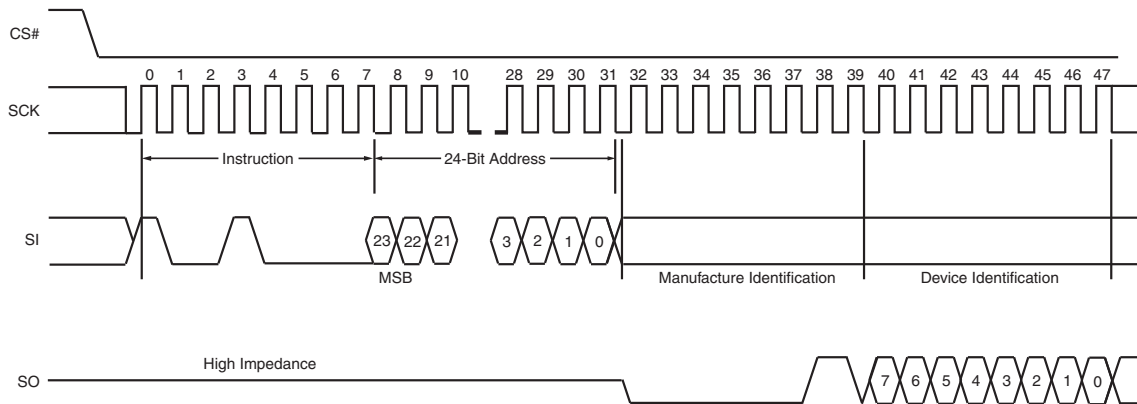 CS#
0 1 2 3 4 5 6 7 8 9 10 28 29 30 31 32 33 34 35 36 37 38 39 40 41 42 43 44 45 46 47
SCK
Instruction 24-Bit Address
SI 23 22 21 3 2 1 0
MSB Manufacture Identification Device Identification
High Impedance
SO 7 6 5 4 3 2 1 0